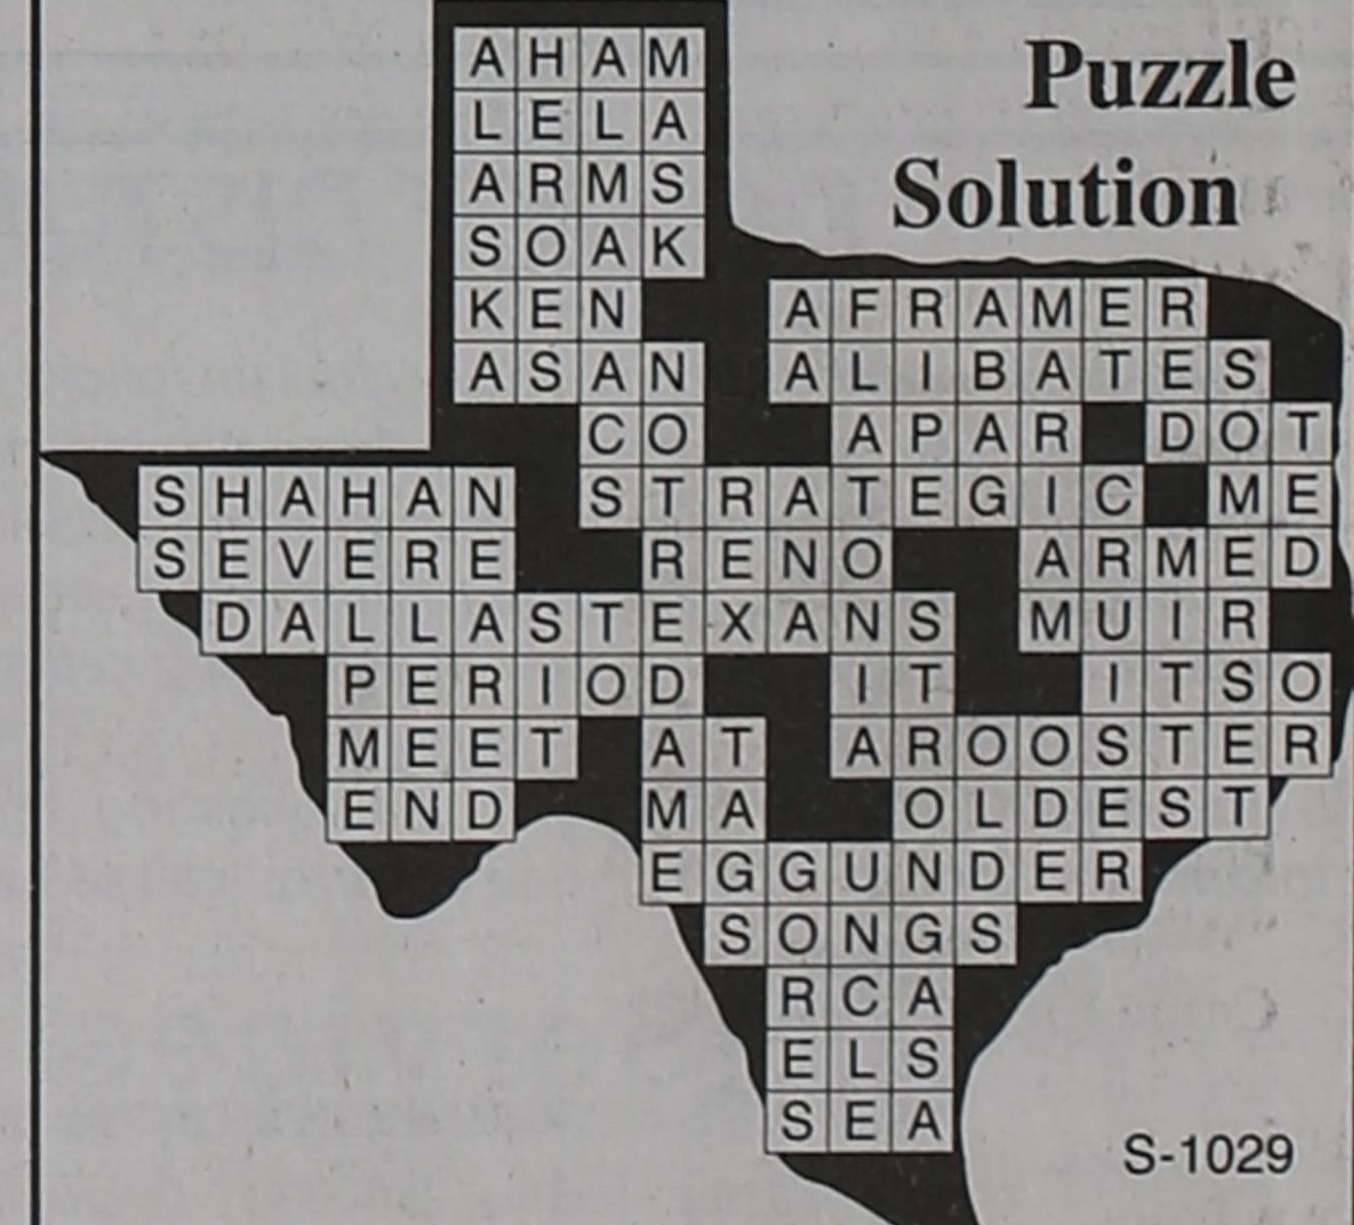 Puzzle
Solution
AHAM
LELA
ARMS
SOAK
KEN AFRAMER
ASAN ALIBATES
CO APAR DOT
SHAHAN STRATEGIC ME
SEVERE RENO ARMED
DALLASTEXANS MUIR
PERIOD IT ITSO
MEET AT AROOSTER
END MA OLDEST
EGGUNDER
SONGS
RCA
ELS
SEA
S-1029